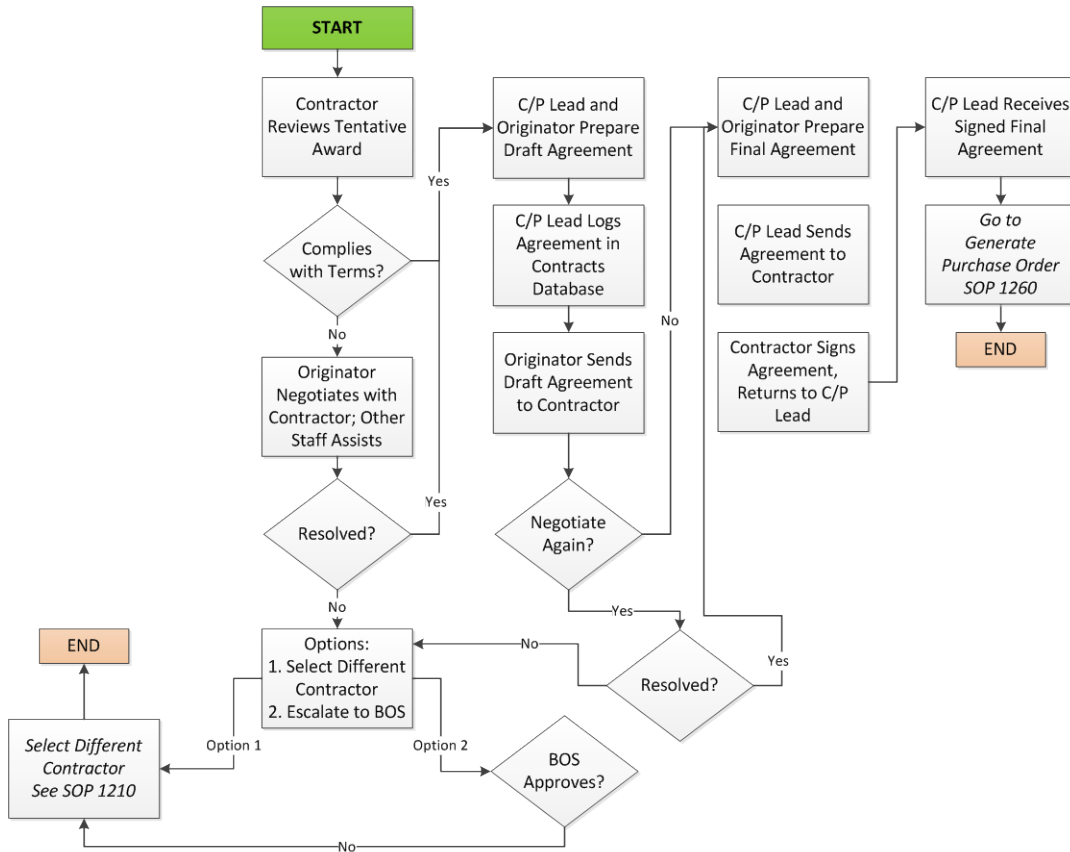 START
Contractor
Reviews Tentative
Award
Complies
with Terms?
Yes
No
Originator
Negotiates with
Contractor; Other
Staff Assists
Resolved?
Yes
No
Options:
1. Select Different
Contractor
2. Escalate to BOS
Option 1
Option 2
Select Different
Contractor
See SOP 1210
END
BOS
Approves?
No
C/P Lead and
Originator Prepare
Draft Agreement
C/P Lead Logs
Agreement in
Contracts
Database
Originator Sends
Draft Agreement
to Contractor
Negotiate
Again?
No
Yes
Resolved?
No
Yes
C/P Lead and
Originator Prepare
Final Agreement
C/P Lead Sends
Agreement to
Contractor
Contractor Signs
Agreement,
Returns to C/P
Lead
C/P Lead Receives
Signed Final
Agreement
Go to
Generate
Purchase Order
SOP 1260
END